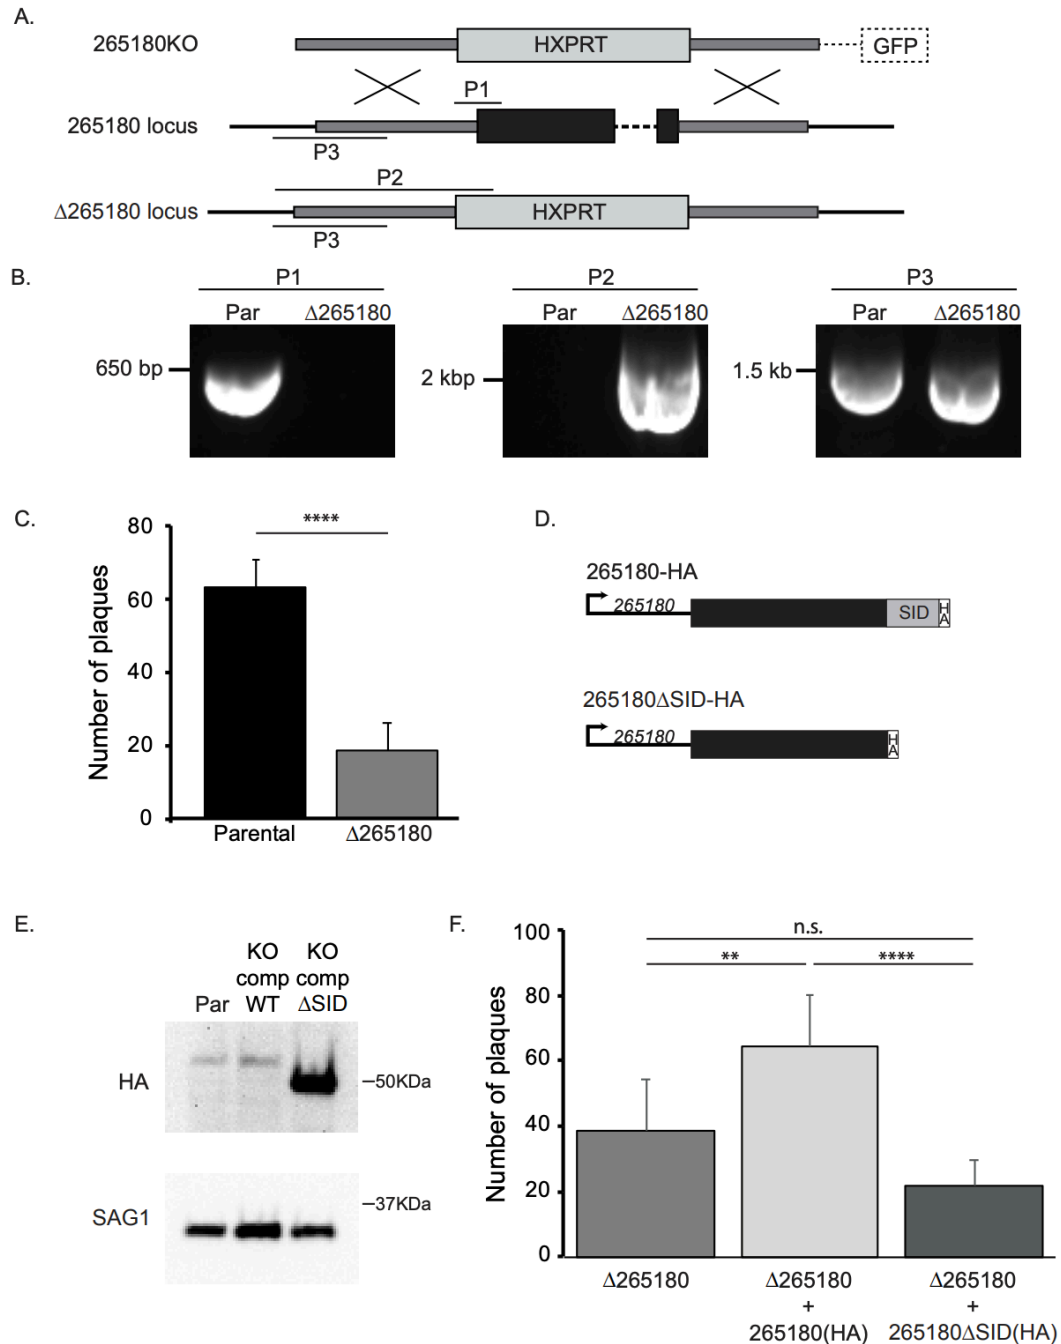 A.
265180KO
HXPRT
GFP
P1
265180 locus
P3
P2
Δ265180 locus
HXPRT
P3
B.
P1
P2
P3
Par Δ265180
Par Δ265180
Par Δ265180
650 bp
2 kbp
1.5 kb
C.
80
60
40
20
0
Number of plaques
****
Parental
Δ265180
D.
265180-HA
265180
SID
HA
265180ΔSID-HA
265180
HA
E.
Par
KO comp WT
KO comp ΔSID
HA
50KDa
SAG1
37KDa
F.
100
80
60
40
20
0
Number of plaques
n.s.
**
****
Δ265180
Δ265180 + 265180(HA)
Δ265180 + 265180ΔSID(HA)